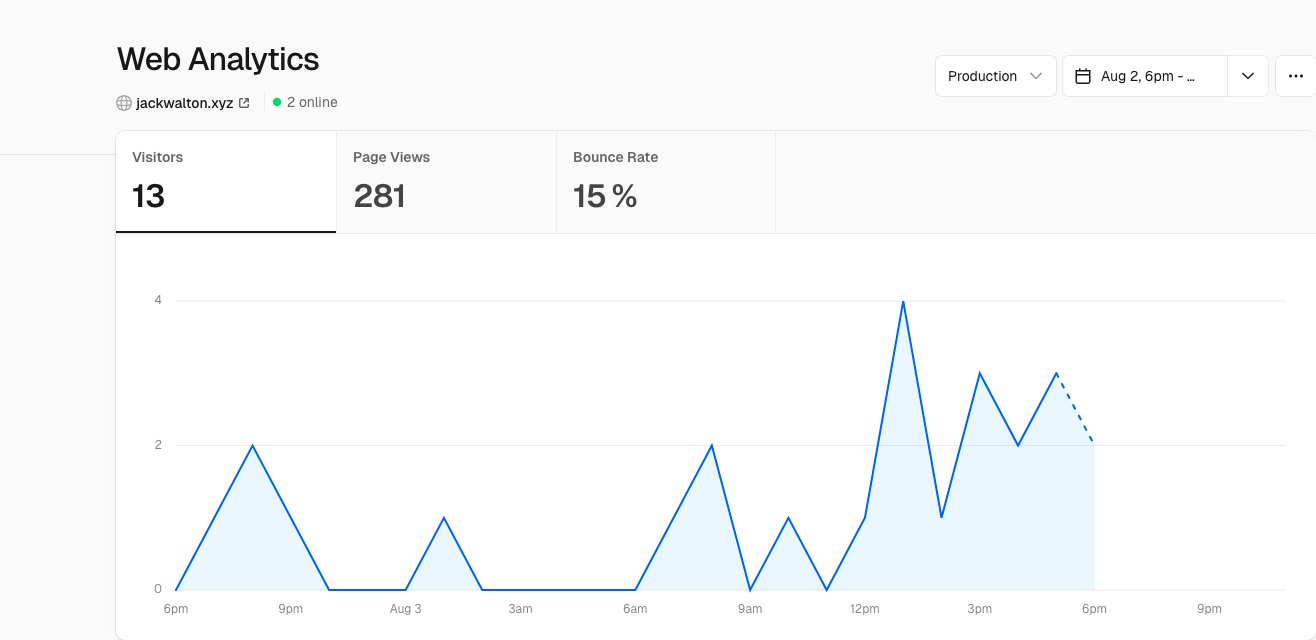 Web Analytics
jackwalton.xyz 2 online
Production Aug 2, 6pm - ...
Visitors Page Views Bounce Rate
13 281 15 %
4
2
0
6pm 9pm Aug 3 3am 6am 9am 12pm 3pm 6pm 9pm